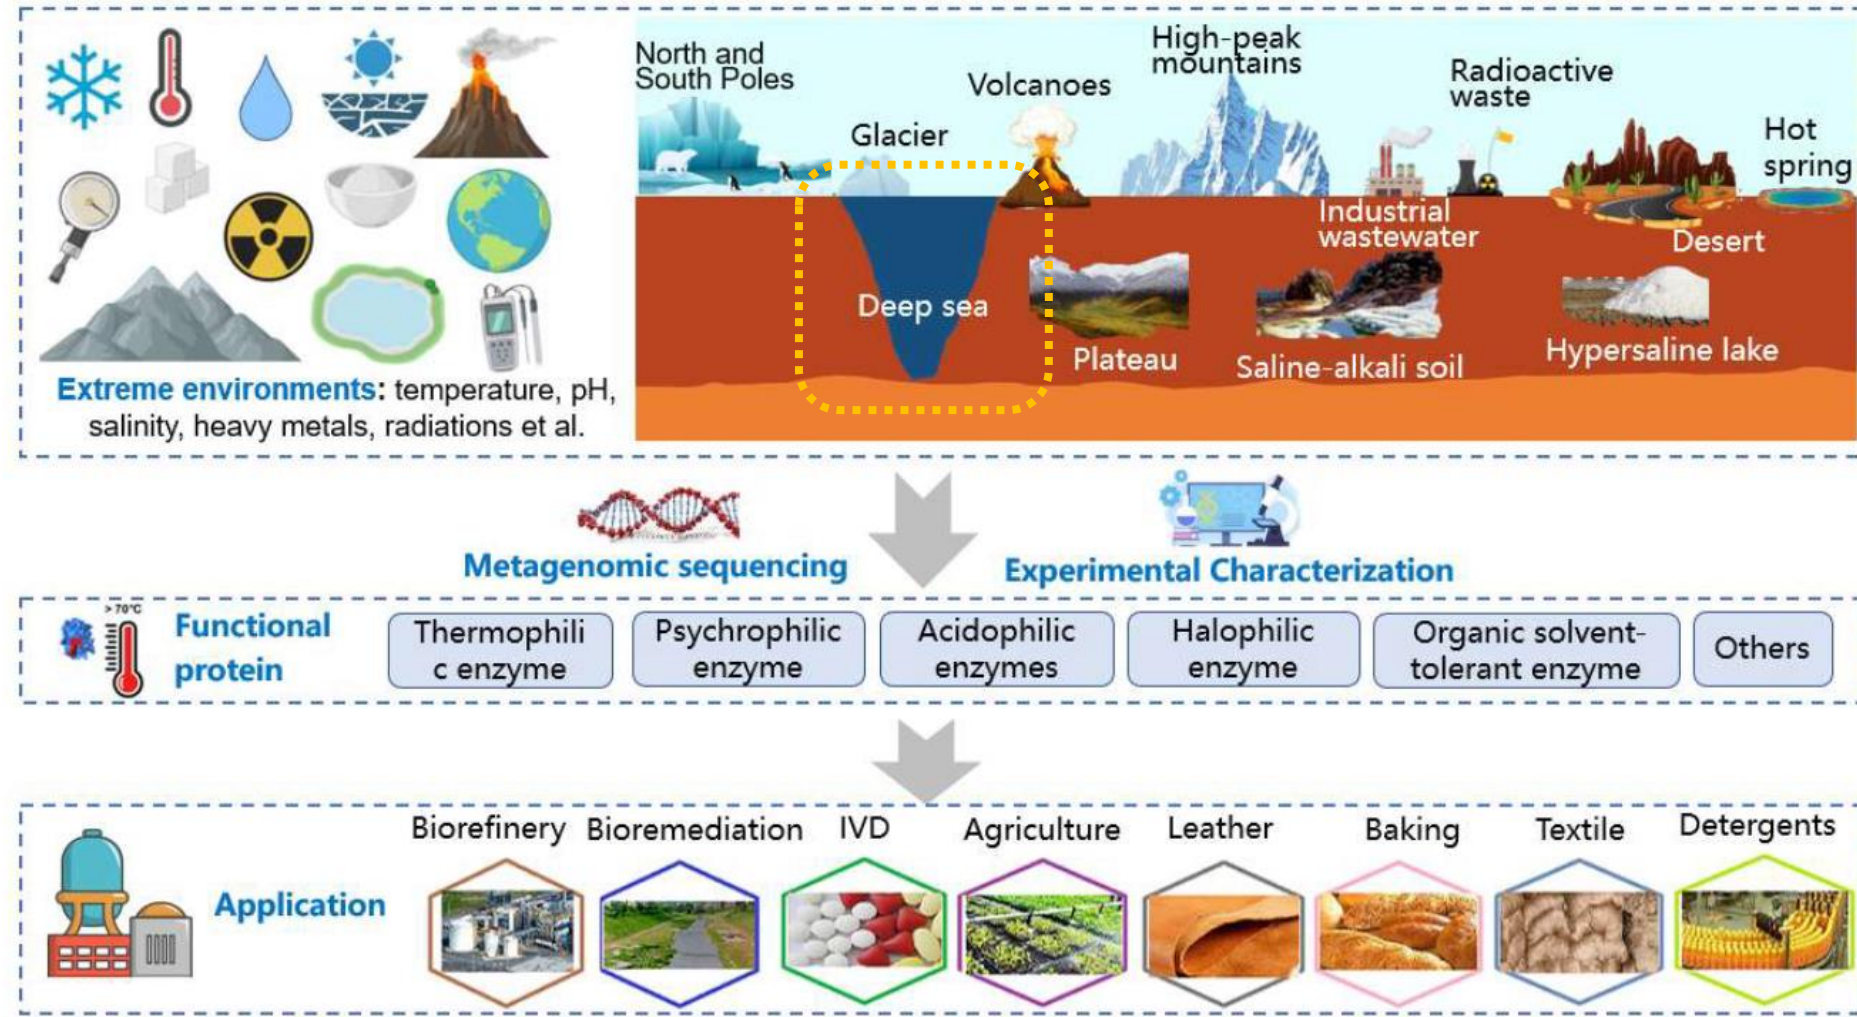 North and
South Poles
Glacier
Volcanoes
High-peak
mountains
Radioactive
waste
Hot
spring
Industrial
wastewater
Desert
Deep sea
Plateau
Saline-alkali soil
Hypersaline lake
Extreme environments: temperature, pH,
salinity, heavy metals, radiations et al.
Metagenomic sequencing
Experimental Characterization
> 70°C
Functional
protein
Thermophili
c enzyme
Psychrophilic
enzyme
Acidophilic
enzymes
Halophilic
enzyme
Organic solvent-
tolerant enzyme
Others
Application
Biorefinery
Bioremediation
IVD
Agriculture
Leather
Baking
Textile
Detergents